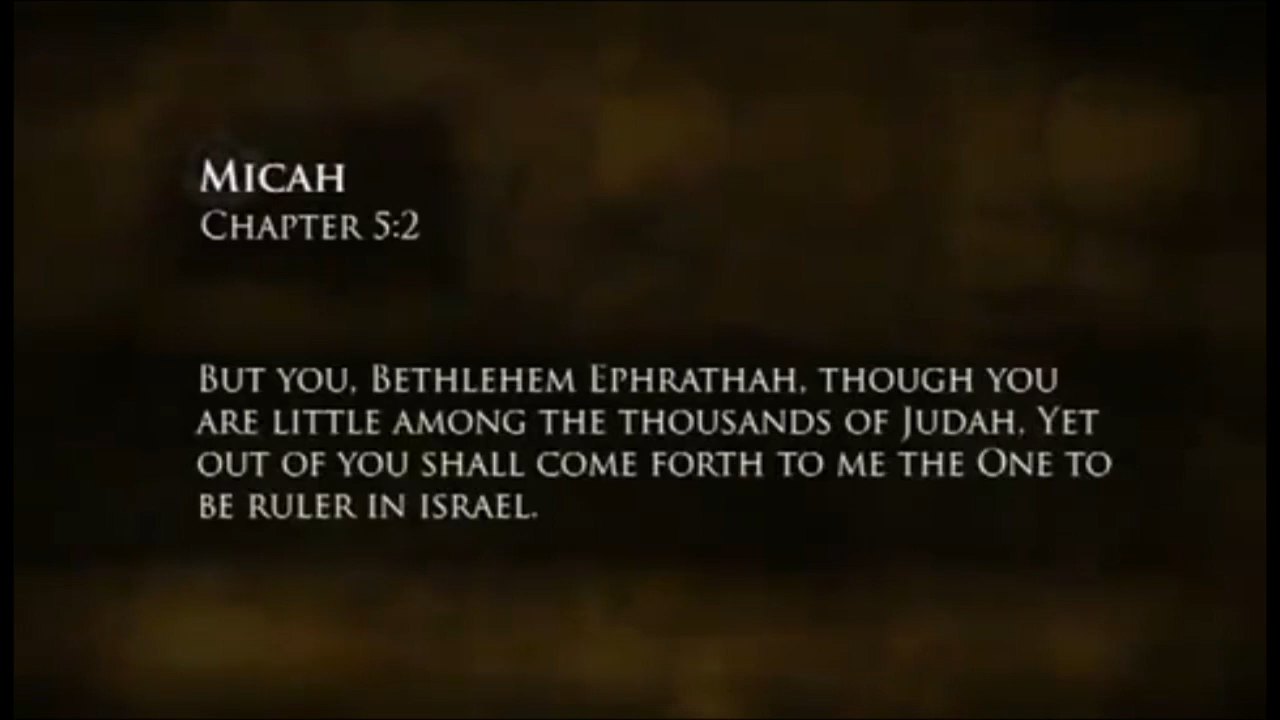 Micah
Chapter 5:2
But you, Bethlehem Ephrathah, though you
are little among the thousands of Judah, Yet
out of you shall come forth to me the One to
be ruler in israel.